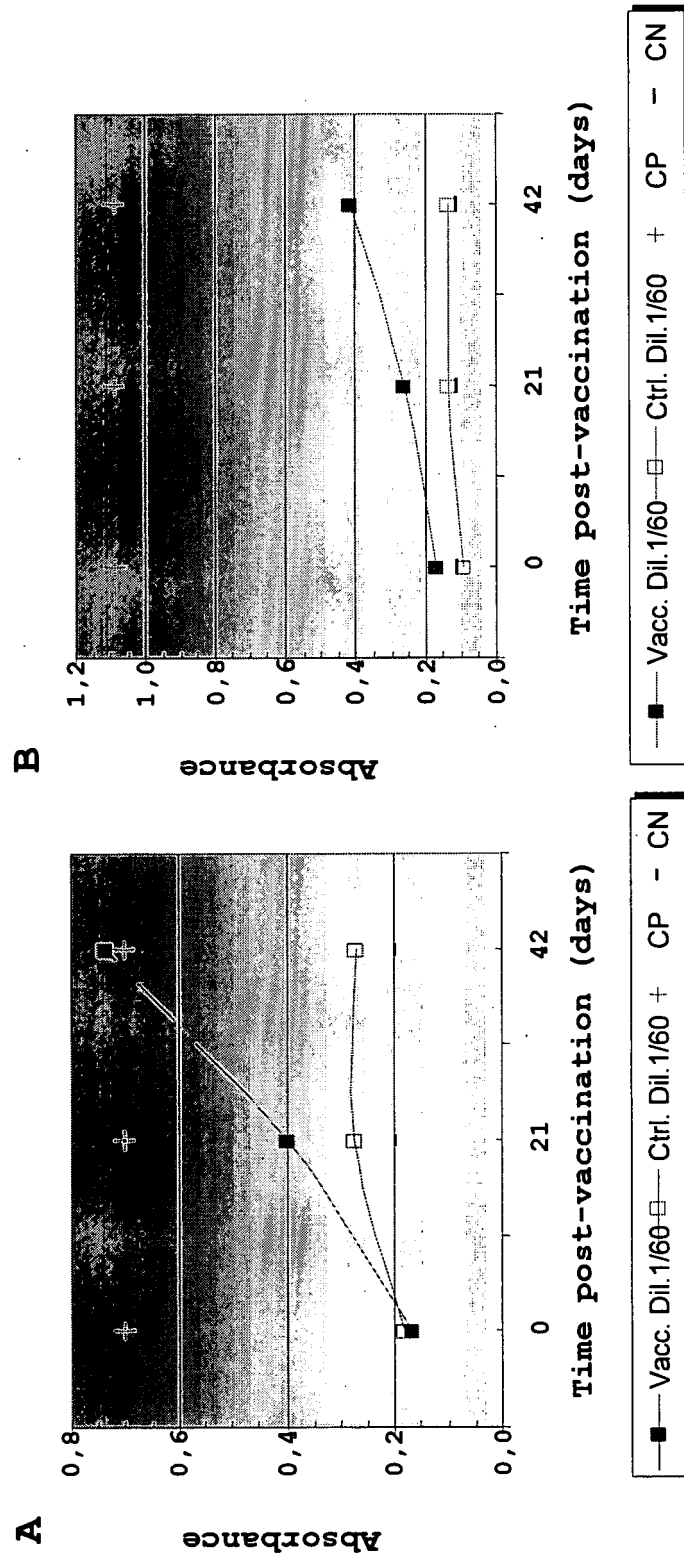 A
Absorbance
0,8
0,6
0,4
0,2
0,0
0 21 42
Time post-vaccination (days)
Vacc. Dil.1/60 Ctrl. Dil.1/60 + CP - CN
B
Absorbance
1,2
1,0
0,8
0,6
0,4
0,2
0,0
0 21 42
Time post-vaccination (days)
Vacc. Dil.1/60 Ctrl. Dil.1/60 + CP - CN